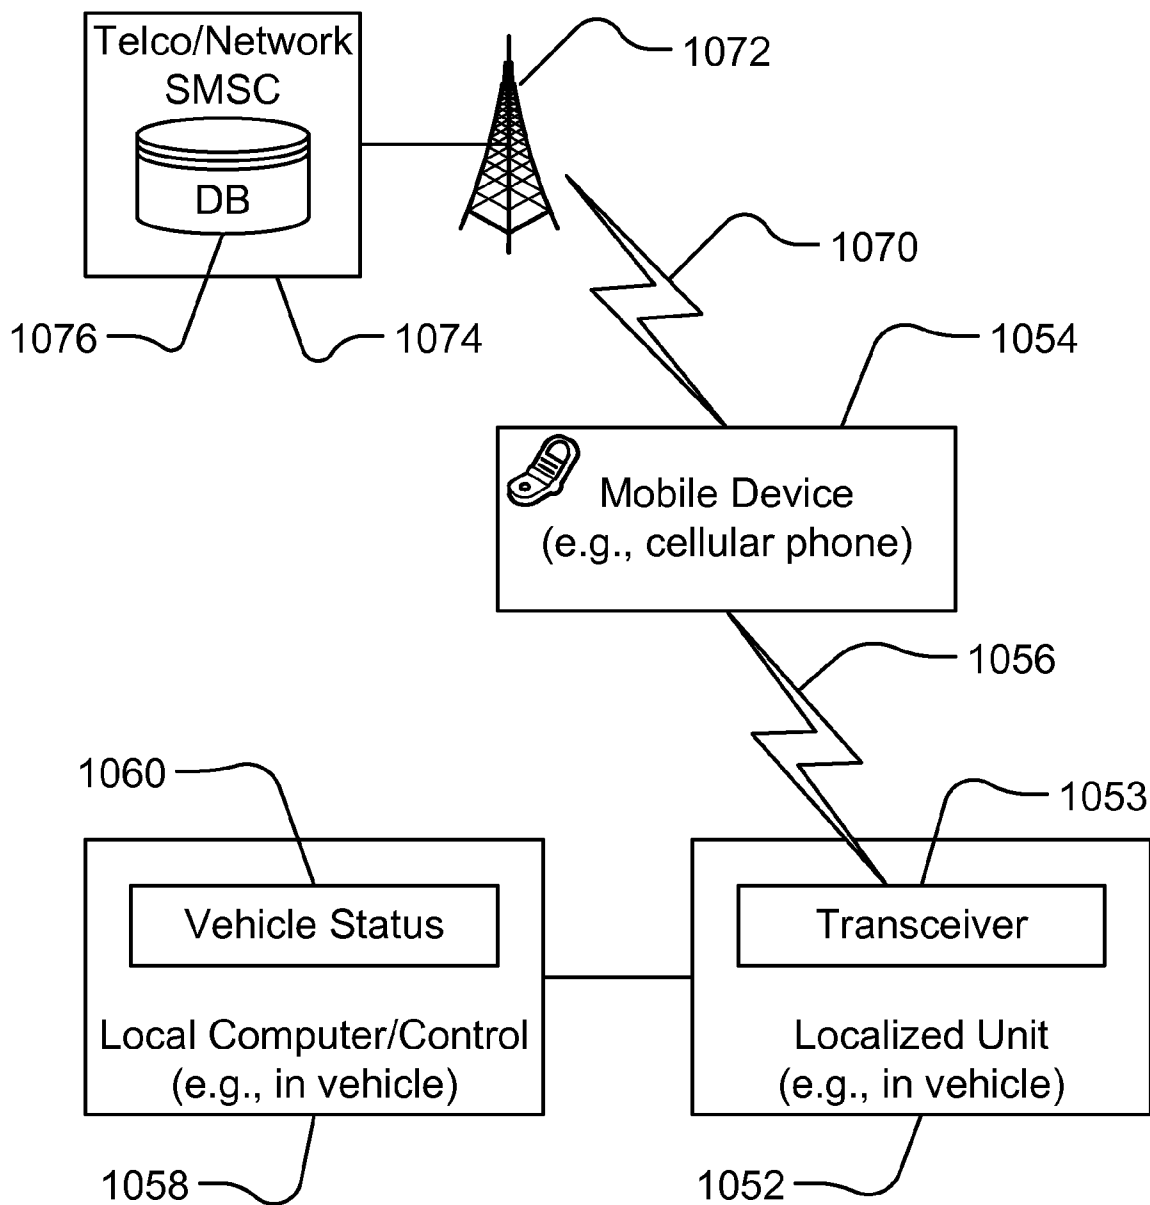 Telco/Network
SMSC
DB
1072
1070
1076
1074
1054
Mobile Device
(e.g., cellular phone)
1056
1060
1053
Vehicle Status
Transceiver
Local Computer/Control
(e.g., in vehicle)
Localized Unit
(e.g., in vehicle)
1058
1052